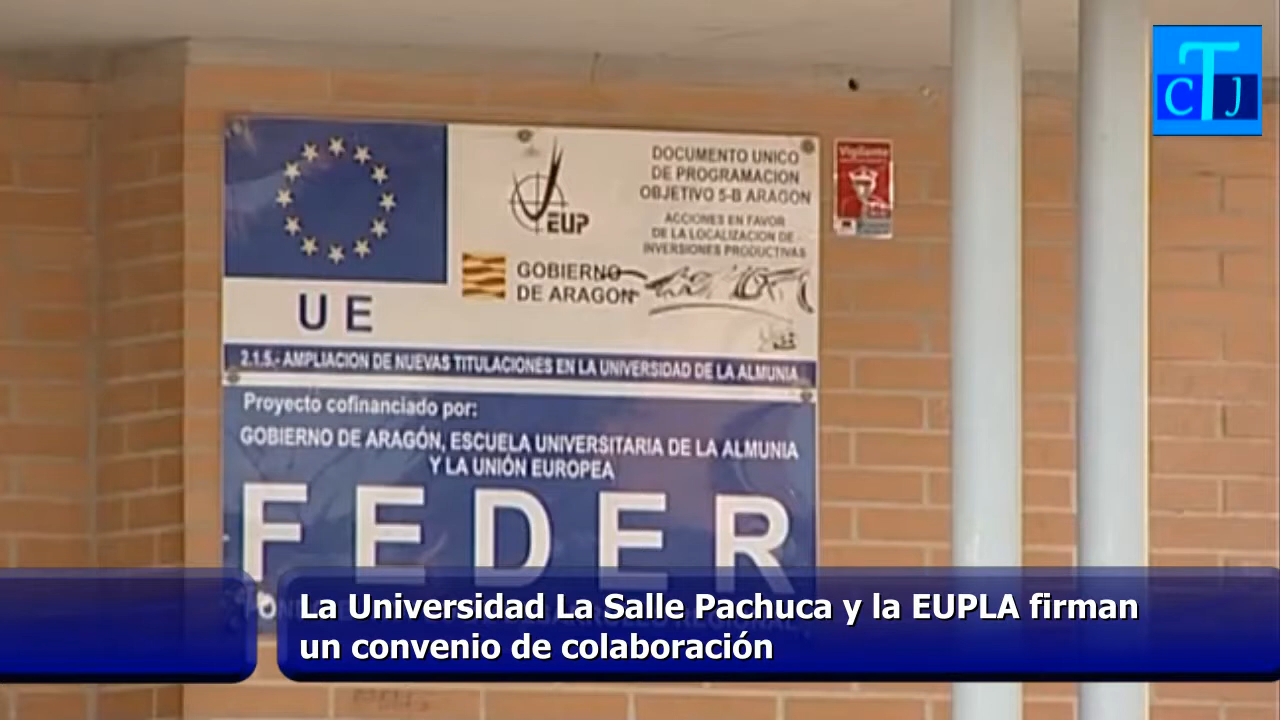 CTJ
UE
EUP
GOBIERNO
DE ARAGON
DOCUMENTO UNICO
DE PROGRAMACION
OBJETIVO 5-B ARAGON
ACCIONES EN FAVOR
DE LA LOCALIZACION DE
INVERSIONES PRODUCTIVAS
Vigilante
2.1.5.- AMPLIACION DE NUEVAS TITULACIONES EN LA UNIVERSIDAD DE LA ALMUNIA
Proyecto cofinanciado por:
GOBIERNO DE ARAGÓN, ESCUELA UNIVERSITARIA DE LA ALMUNIA
Y LA UNIÓN EUROPEA
FEDER
La Universidad La Salle Pachuca y la EUPLA firman
un convenio de colaboración